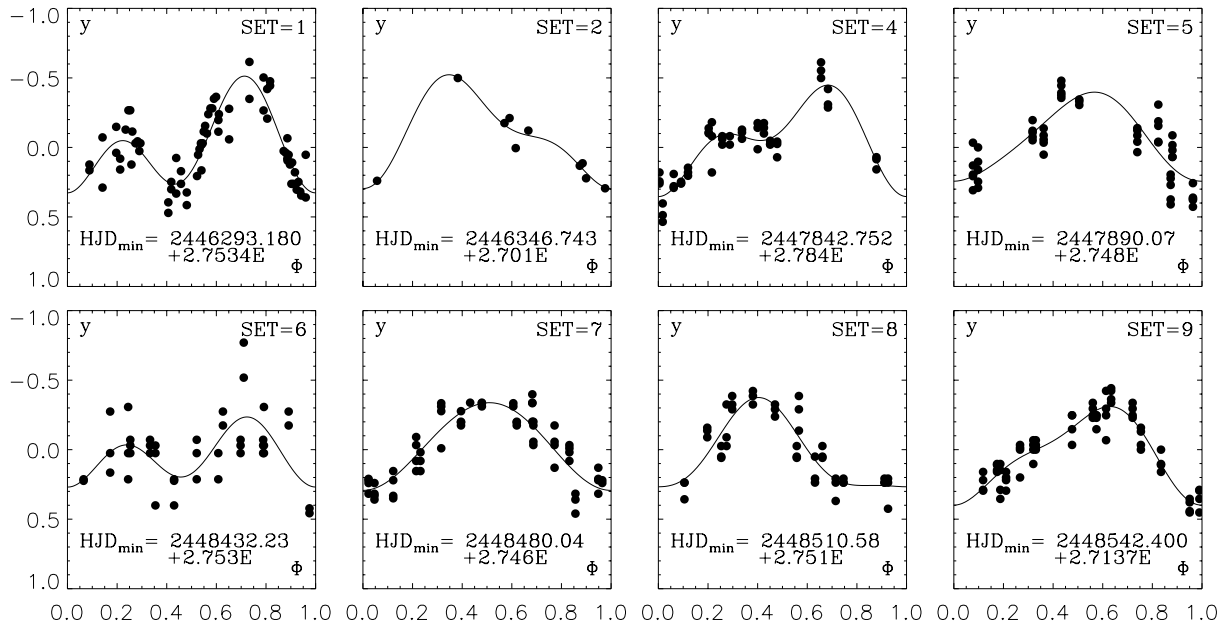 −1.0
−0.5
0.0
0.5
1.0
y SET=1
HJDmin= 2446293.180
+2.7534E
Φ
y SET=2
HJDmin= 2446346.743
+2.701E
Φ
y SET=4
HJDmin= 2447842.752
+2.784E
Φ
y SET=5
HJDmin= 2447890.07
+2.748E
Φ
−1.0
−0.5
0.0
0.5
1.0
y SET=6
HJDmin= 2448432.23
+2.753E
Φ
y SET=7
HJDmin= 2448480.04
+2.746E
Φ
y SET=8
HJDmin= 2448510.58
+2.751E
Φ
y SET=9
HJDmin= 2448542.400
+2.7137E
Φ
0.0 0.2 0.4 0.6 0.8 1.0
0.0 0.2 0.4 0.6 0.8 1.0
0.0 0.2 0.4 0.6 0.8 1.0
0.0 0.2 0.4 0.6 0.8 1.0